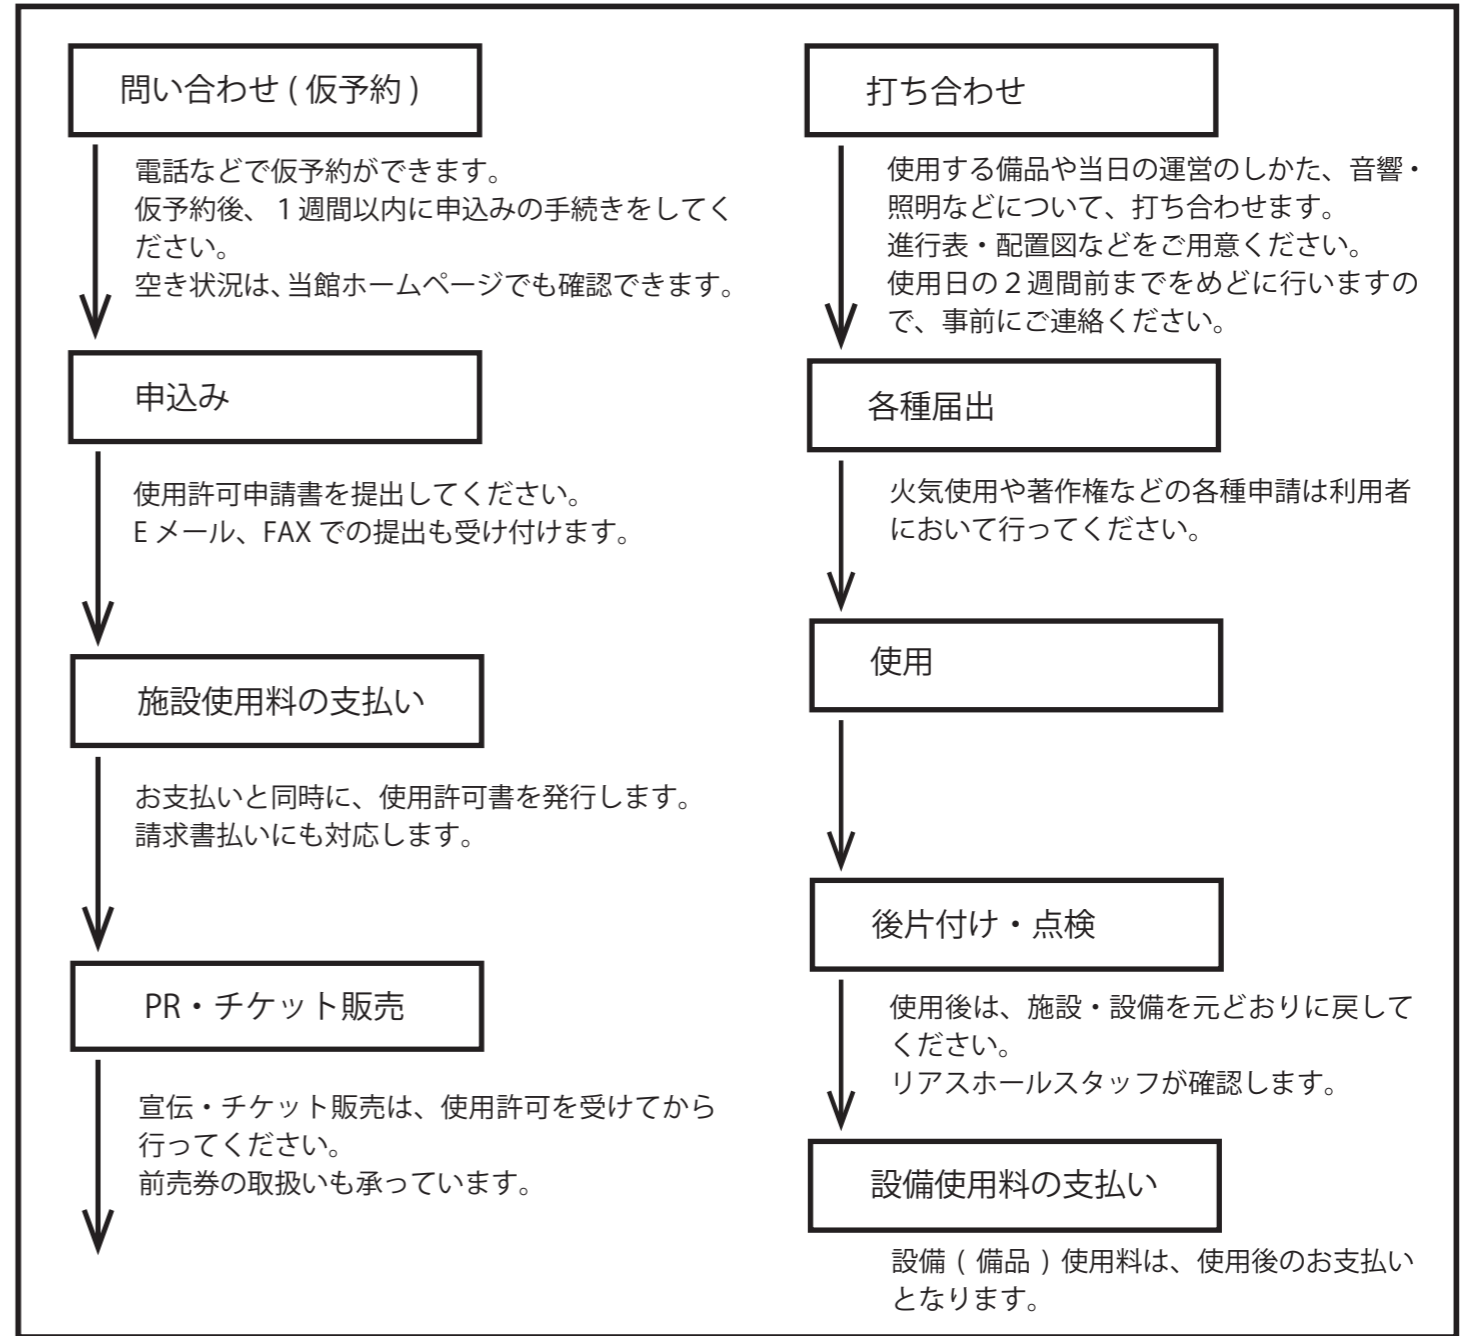 問い合わせ ( 仮予約 )
電話などで仮予約ができます。
仮予約後、１週間以内に申込みの手続きをしてく
ださい。
空き状況は、当館ホームページでも確認できます。
申込み
使用許可申請書を提出してください。
E メール、FAX での提出も受け付けます。
施設使用料の支払い
お支払いと同時に、使用許可書を発行します。
請求書払いにも対応します。
PR・チケット販売
宣伝・チケット販売は、使用許可を受けてから
行ってください。
前売券の取扱いも承っています。
打ち合わせ
使用する備品や当日の運営のしかた、音響・
照明などについて、打ち合わせます。
進行表・配置図などをご用意ください。
使用日の２週間前までをめどに行いますの
で、事前にご連絡ください。
各種届出
火気使用や著作権などの各種申請は利用者
において行ってください。
使用
後片付け・点検
使用後は、施設・設備を元どおりに戻して
ください。
リアスホールスタッフが確認します。
設備使用料の支払い
設備 ( 備品 ) 使用料は、使用後のお支払い
となります。